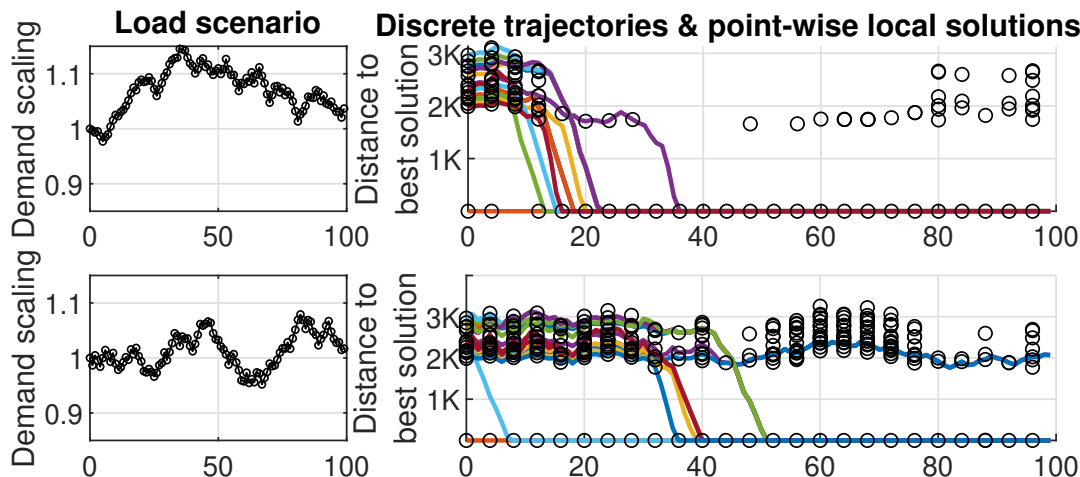 Load scenario
Discrete trajectories & point-wise local solutions
Demand scaling
1.1
1
0.9
0
50
100
Distance to
best solution
3K
2K
1K
0
20
40
60
80
100
Demand scaling
1.1
1
0.9
0
50
100
Distance to
best solution
3K
2K
1K
0
20
40
60
80
100